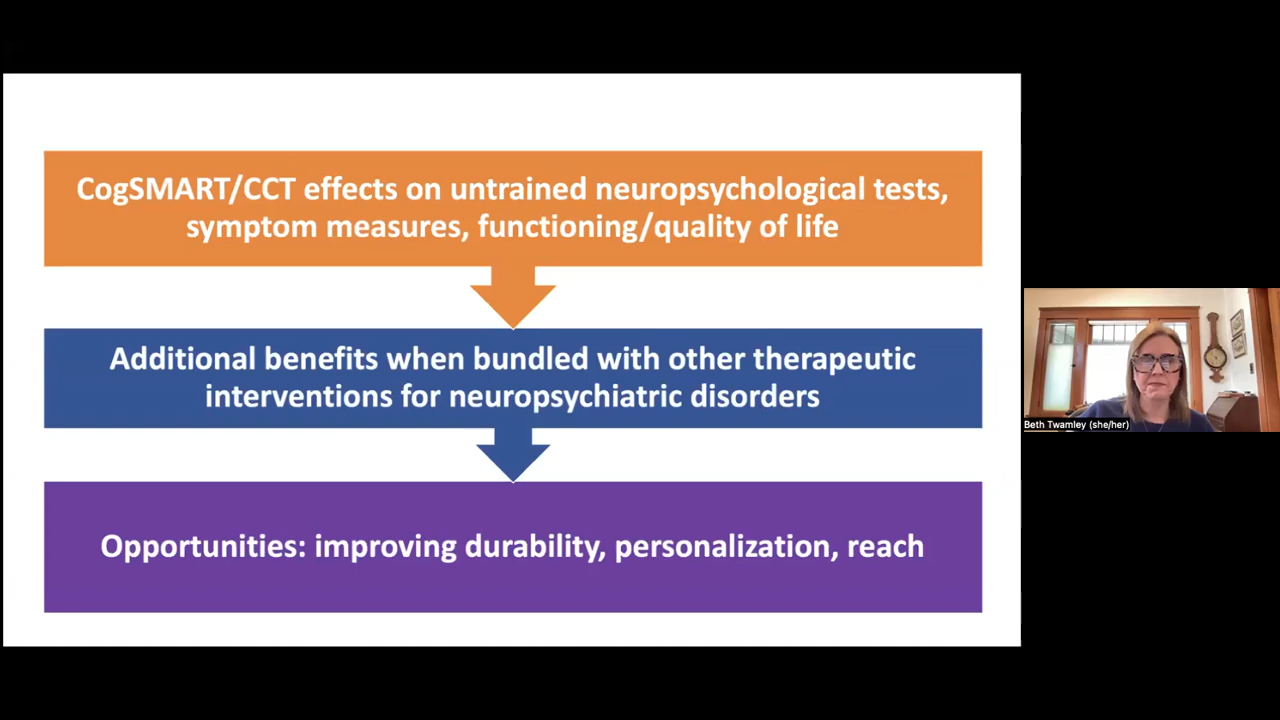 CogSMART/CCT effects on untrained neuropsychological tests,
symptom measures, functioning/quality of life
Additional benefits when bundled with other therapeutic
interventions for neuropsychiatric disorders
Opportunities: improving durability, personalization, reach
Beth Twamley (she/her)